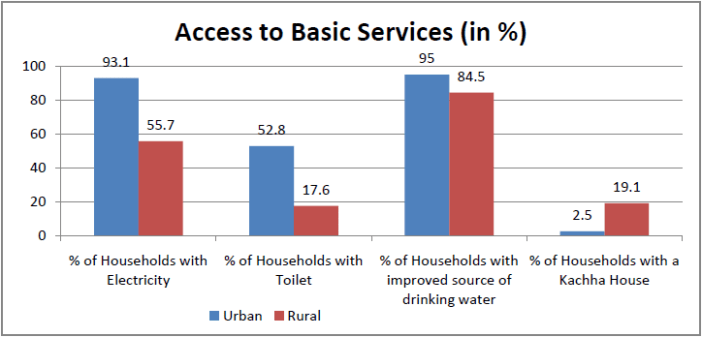 Access to Basic Services (in %)
100
80
60
40
20
0
93.1
55.7
52.8
17.6
95
84.5
2.5
19.1
% of Households with
Electricity
% of Households with
Toilet
% of Households with
improved source of
drinking water
% of Households with a
Kachha House
Urban
Rural